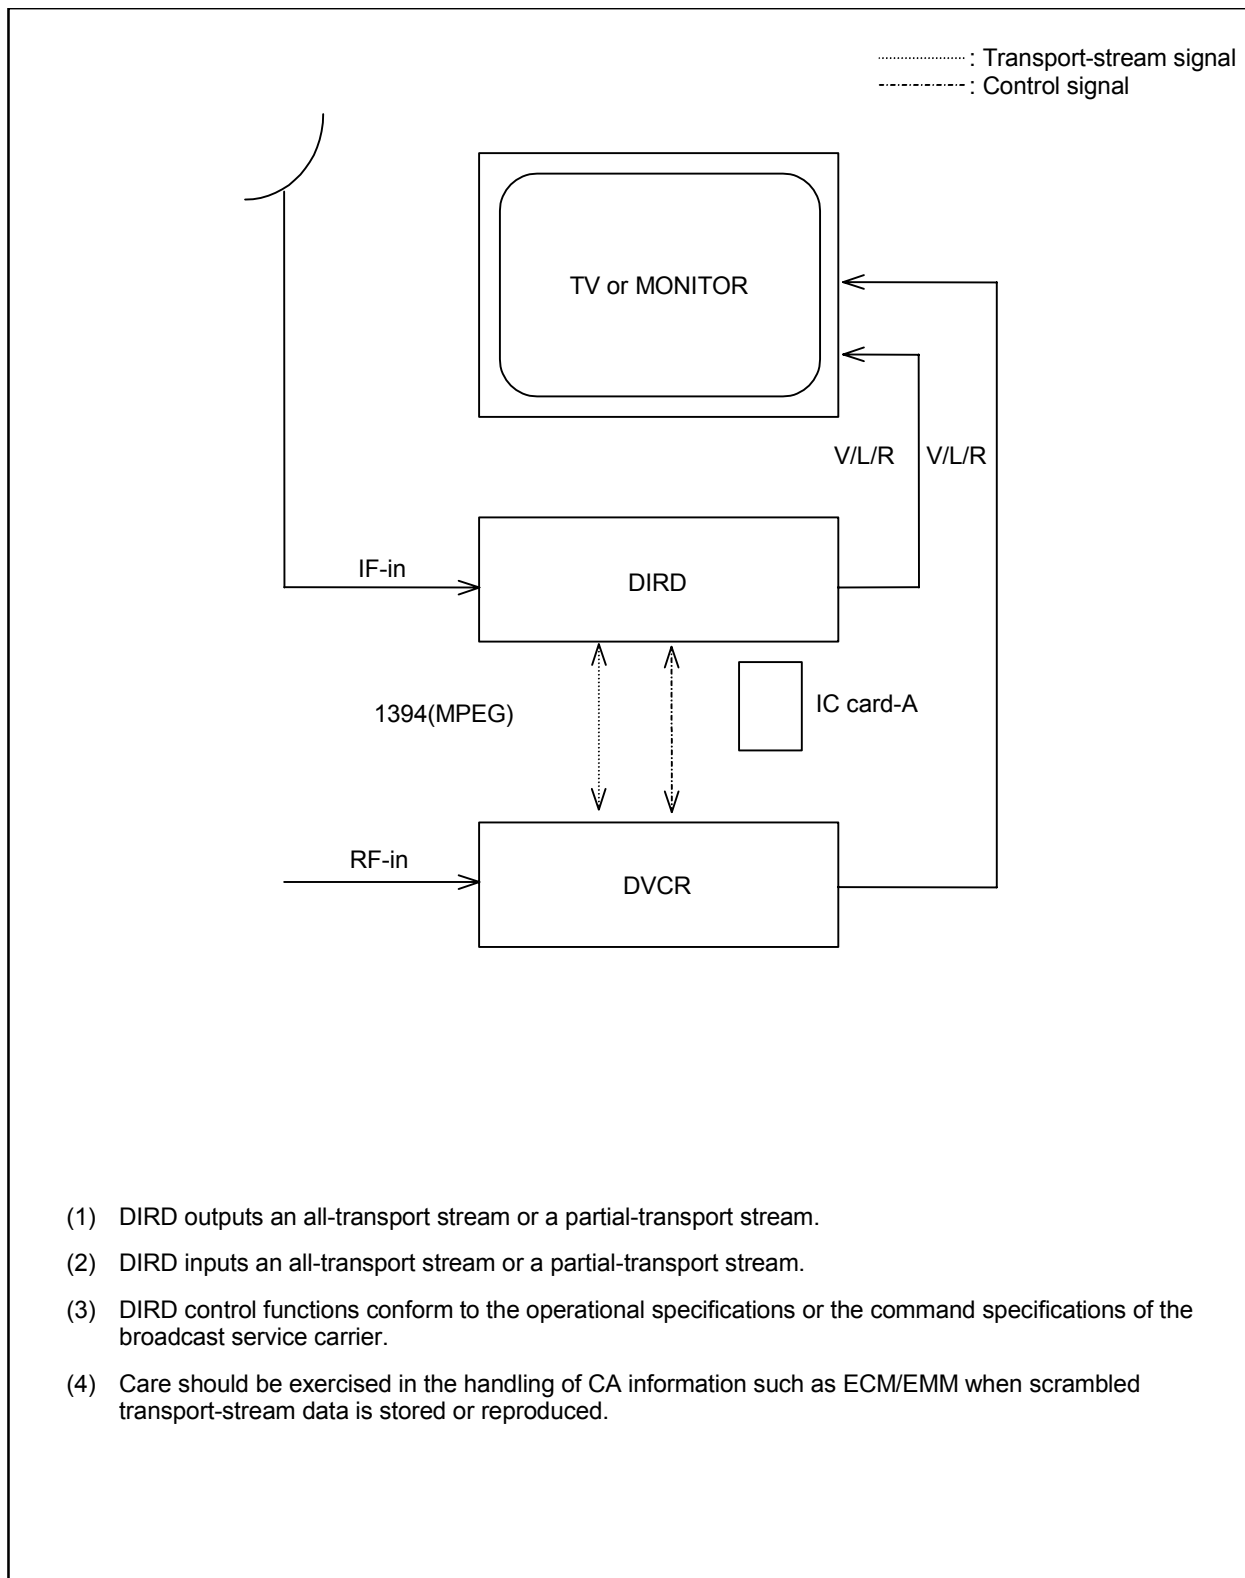 : Transport-stream signal
: Control signal
TV or MONITOR
V/L/R V/L/R
IF-in
DIRD
1394(MPEG)
IC card-A
RF-in
DVCR
(1) DIRD outputs an all-transport stream or a partial-transport stream.
(2) DIRD inputs an all-transport stream or a partial-transport stream.
(3) DIRD control functions conform to the operational specifications or the command specifications of the
broadcast service carrier.
(4) Care should be exercised in the handling of CA information such as ECM/EMM when scrambled
transport-stream data is stored or reproduced.